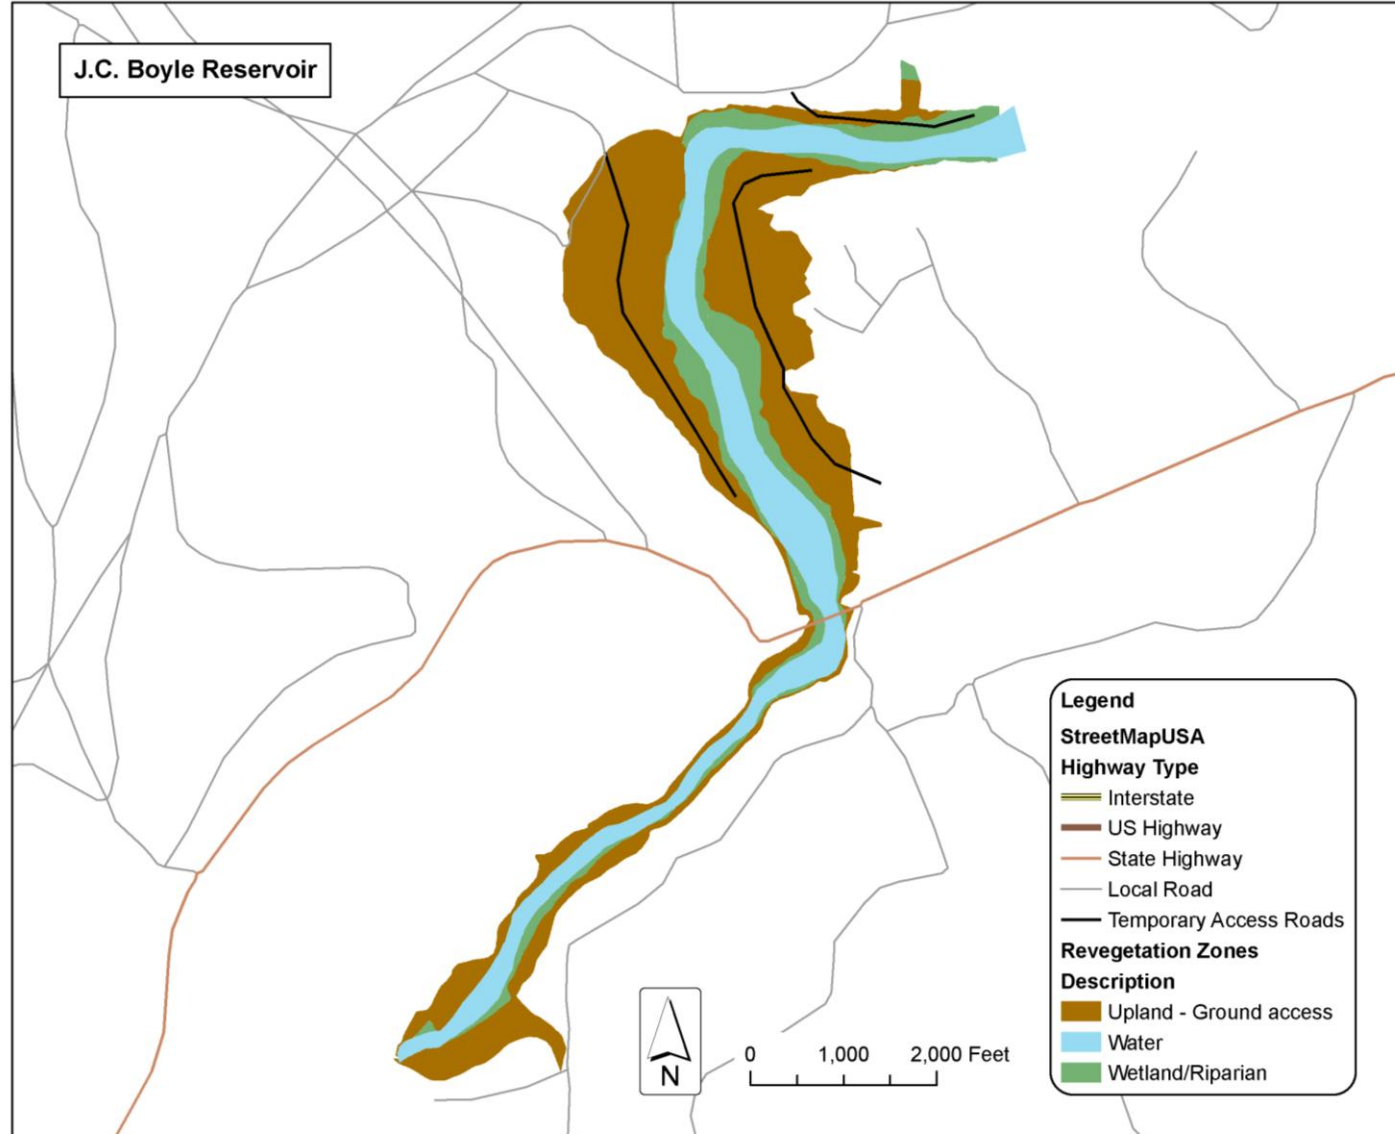 J.C. Boyle Reservoir
Legend
StreetMapUSA
Highway Type
Interstate
US Highway
State Highway
Local Road
Temporary Access Roads
Revegetation Zones
Description
Upland - Ground access
Water
Wetland/Riparian
N
0 1,000 2,000 Feet